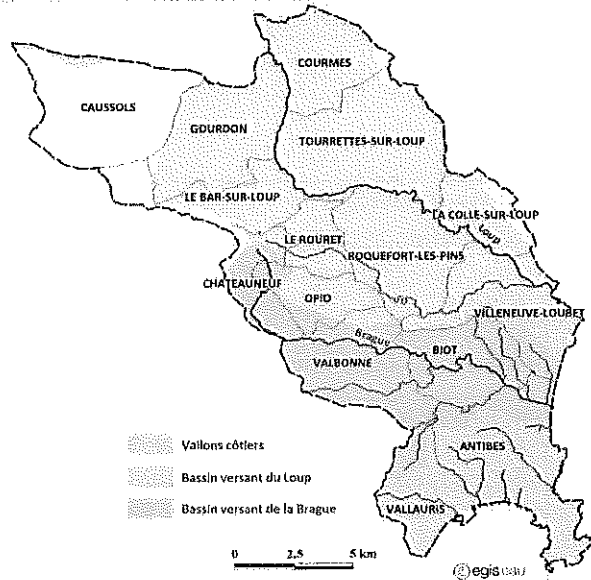 COURMES
CAUSSOLS
GOURDON
TOURRETTES-SUR-LOUP
LE BAR-SUR-LOUP
LA COLLE-SUR-LOUP
Loup
LE ROURET
ROQUEFORT-LES-PINS
CHATEAUNEUF
OPIO
VILLENEUVE-LOUBET
Brague
BIOT
VALBONNE
ANTIBES
VALLAURIS
Vallons côtiers
Bassin versant du Loup
Bassin versant de la Brague
0 2,5 5 km
egis eau